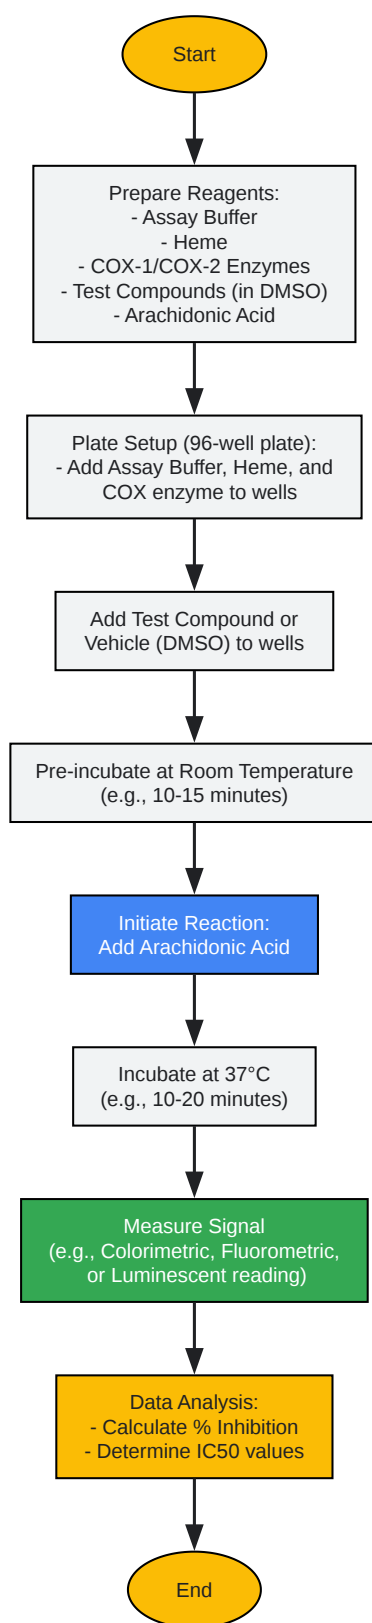 Start
Prepare Reagents:
- Assay Buffer
- Heme
- COX-1/COX-2 Enzymes
- Test Compounds (in DMSO)
- Arachidonic Acid
Plate Setup (96-well plate):
- Add Assay Buffer, Heme, and
COX enzyme to wells
Add Test Compound or
Vehicle (DMSO) to wells
Pre-incubate at Room Temperature
(e.g., 10-15 minutes)
Initiate Reaction:
Add Arachidonic Acid
Incubate at 37°C
(e.g., 10-20 minutes)
Measure Signal
(e.g., Colorimetric, Fluorometric,
or Luminescent reading)
Data Analysis:
- Calculate % Inhibition
- Determine IC50 values
End